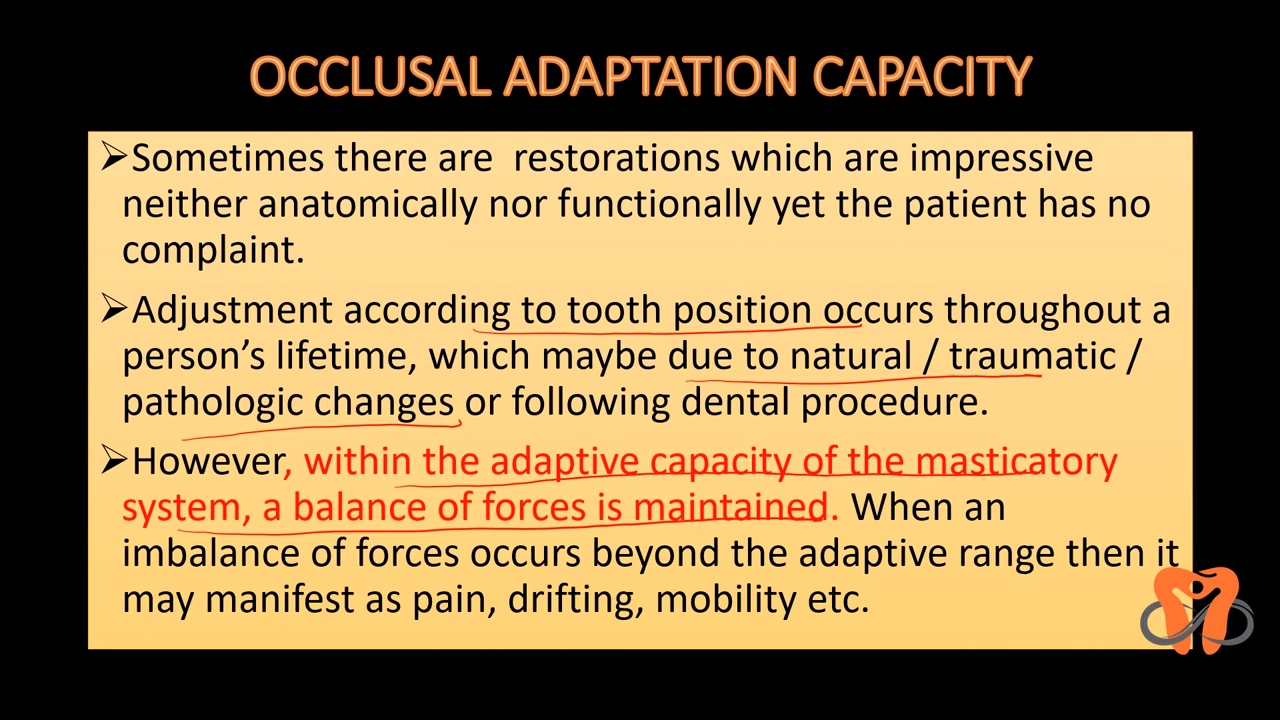 OCCLUSAL ADAPTATION CAPACITY
➤Sometimes there are restorations which are impressive
neither anatomically nor functionally yet the patient has no
complaint.
➤Adjustment according to tooth position occurs throughout a
person’s lifetime, which maybe due to natural / traumatic /
pathologic changes or following dental procedure.
➤However, within the adaptive capacity of the masticatory
system, a balance of forces is maintained. When an
imbalance of forces occurs beyond the adaptive range then it
may manifest as pain, drifting, mobility etc.